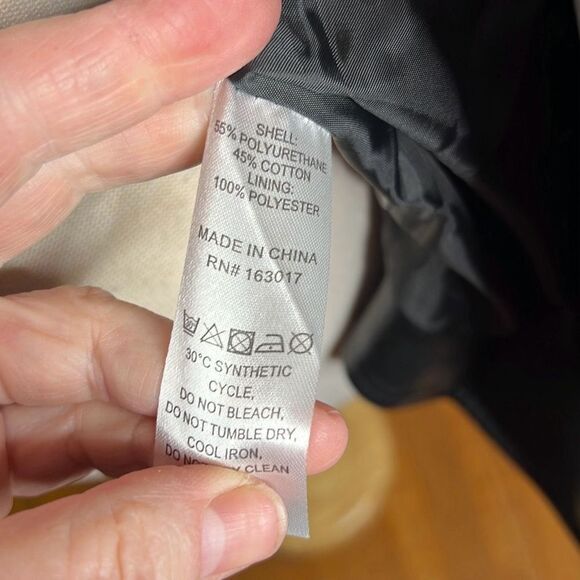 SHELL:
55% POLYURETHANE
45% COTTON
LINING:
100% POLYESTER
MADE IN CHINA
RN# 163017
30°C SYNTHETIC
CYCLE,
DO NOT BLEACH,
DO NOT TUMBLE DRY,
COOL IRON,
DO CLEAN